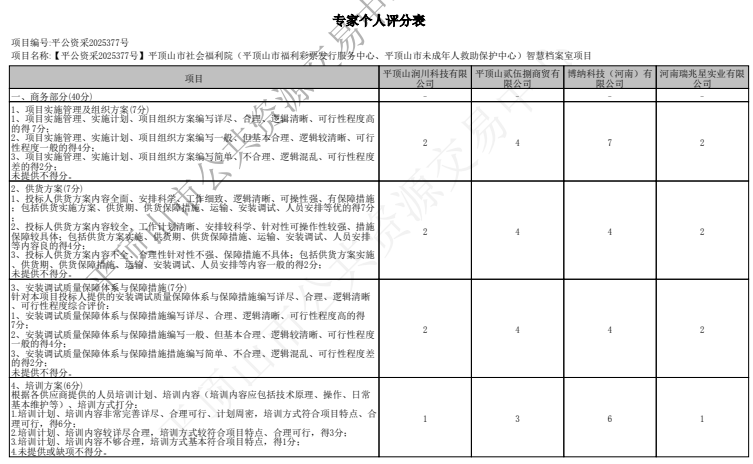 专家个人评分表
项目编号:平公资采2025377号
项目名称:【平公资采2025377号】平顶山市社会福利院（平顶山市福利彩票发行服务中心、平顶山市未成年人救助保护中心）智慧档案室项目
项目 平顶山润川科技有限公司 平顶山贰伍捌商贸有限公司 博纳科技（河南）有限公司 河南瑞兆星实业有限公司
一、商务部分(40分) - - - -
1、项目实施管理及组织方案(7分)
1、项目实施管理、实施计划、项目组织方案编写详尽、合理、逻辑清晰、可行性程度高
的得7分;
2、项目实施管理、实施计划、项目组织方案编写一般、但基本合理、逻辑较清晰、可行
性程度一般的得4分;
3、项目实施管理、实施计划、项目组织方案编写简单、不合理、逻辑混乱、可行性程度
差的得2分;
未提供不得分。
2 4 7 2
2、供货方案(7分)
1、投标人供货方案内容全面、安排科学、工作细致、逻辑清晰、可操性强、有保障措施
；包括供货实施方案、供货期、供货保障措施、运输、安装调试、人员安排等优的得7分
；
2、投标人供货方案内容较全、工作计划清晰、安排较科学、针对性可操作性较强、措施
保障较具体；包括供货方案实施、供货期、供货保障措施、运输、安装调试、人员安排
等内容良的得4分;
3、投标人供货方案内容不全、合理性针对性不强、保障措施不具体；包括供货方案实施
、供货期、供货保障措施、运输、安装调试、人员安排等内容一般的得2分;
未提供不得分。
2 4 4 2
3、安装调试质量保障体系与保障措施(7分)
针对本项目投标人提供的安装调试质量保障体系与保障措施编写详尽、合理、逻辑清晰
、可行性程度综合评价:
1、安装调试质量保障体系与保障措施编写详尽、合理、逻辑清晰、可行性程度高的得
7分;
2、安装调试质量保障体系与保障措施编写一般、但基本合理、逻辑较清晰、可行性程度
一般的得4分;
3、安装调试质量保障体系与保障措施措施编写简单、不合理、逻辑混乱、可行性程度差
的得2分;
未提供不得分。
2 4 4 2
4、培训方案(6分)
根据各供应商提供的人员培训计划、培训内容（培训内容应包括技术原理、操作、日常
基本维护等）、培训方式打分:
1.培训计划、培训内容非常完善详尽、合理可行、计划周密，培训方式符合项目特点、合
理可行，得6分;
2.培训计划、培训内容较详尽合理，培训方式较符合项目特点、合理可行，得3分;
3.培训计划、培训内容不够合理，培训方式基本符合项目特点，得1分;
4.未提供或缺项不得分。
1 3 6 1
平顶山市公共资源交易中
平顶山市公共资源交易中